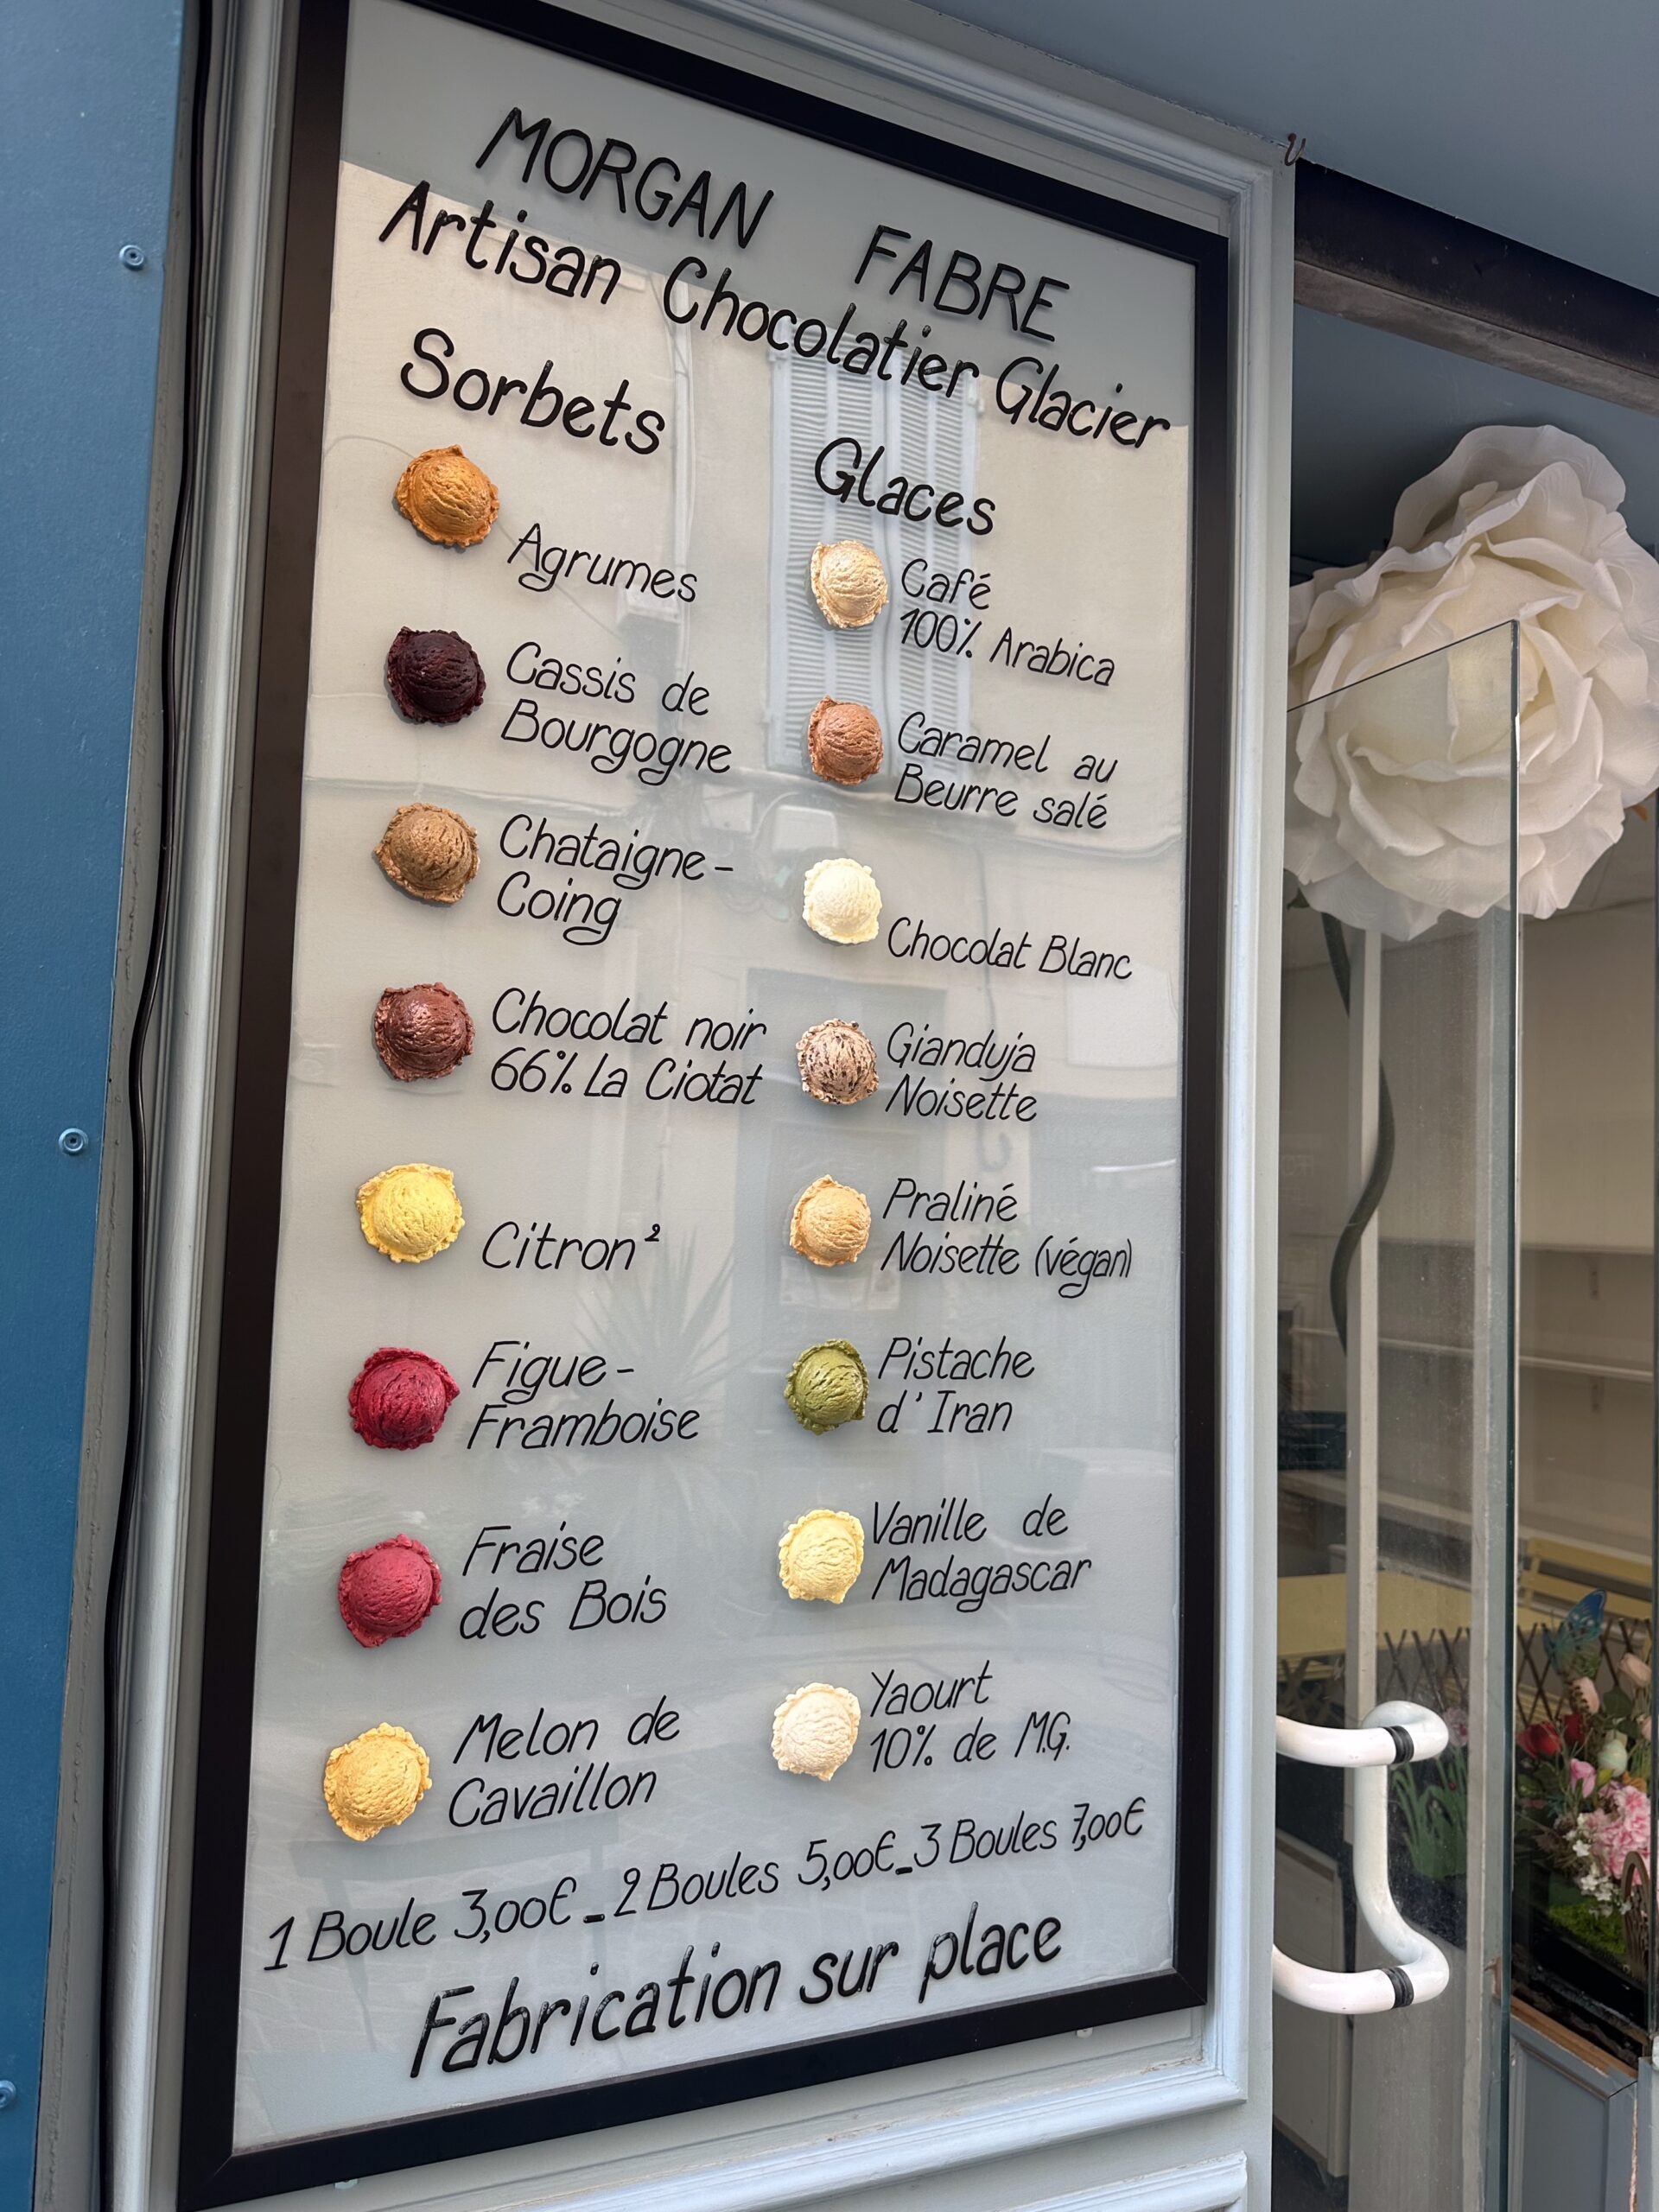 MORGAN FABRE
Artisan Chocolatier Glacier
Sorbets
Agrumes
Cassis de
Bourgogne
Chataigne-
Coing
Chocolat noir
66% La Ciotat
Citron²
Figue-
Framboise
Fraise
des Bois
Melon de
Cavaillon
Glaces
Café
100% Arabica
Caramel au
Beurre salé
Chocolat Blanc
Gianduja
Noisette
Praliné
Noisette (végan)
Pistache
d'Iran
Vanille de
Madagascar
Yaourt
10% de M.G.
1 Boule 3,00€_2 Boules 5,00€_3 Boules 7,00€
Fabrication sur place